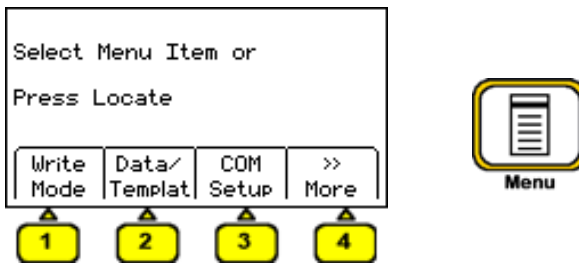 Select Menu Item or
Press Locate
Write Data/ COM >>
Mode Templat Setup More
1 2 3 4
Menu